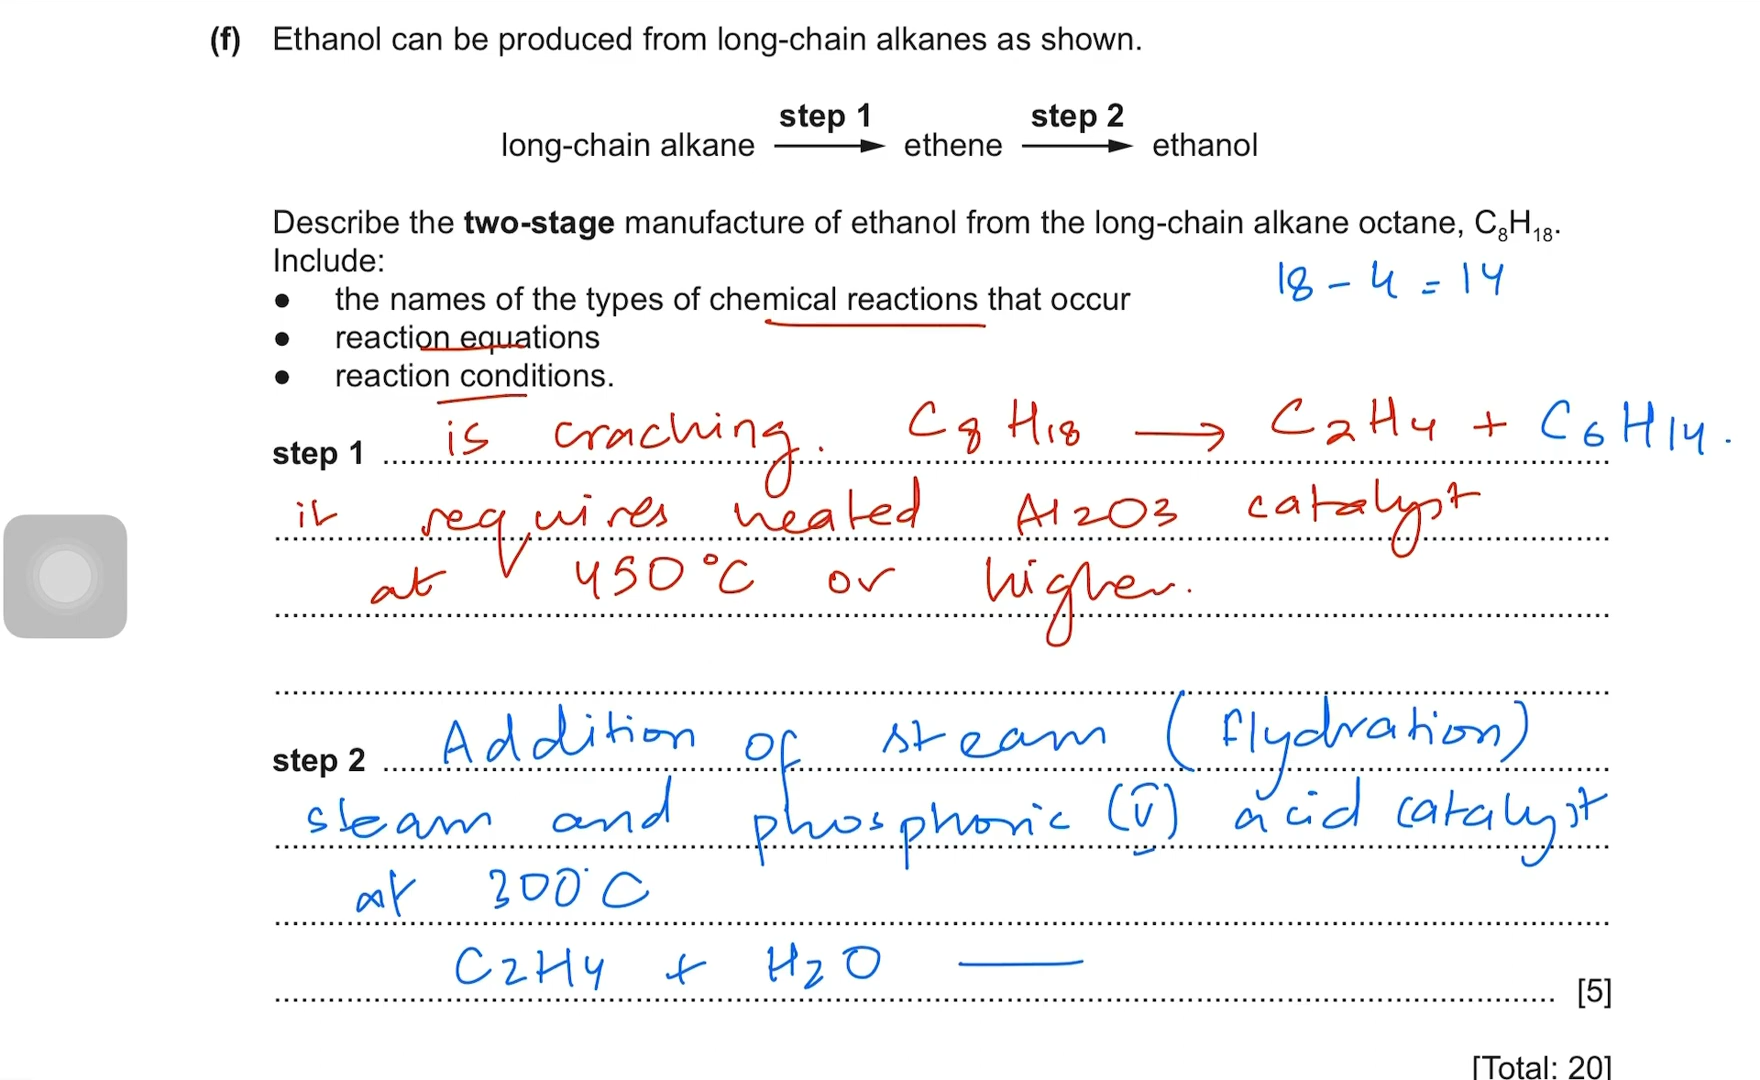 (f) Ethanol can be produced from long-chain alkanes as shown.
step 1 step 2
long-chain alkane ⟶ ethene ⟶ ethanol
Describe the two-stage manufacture of ethanol from the long-chain alkane octane, C₈H₁₈.
Include:
18 - 4 = 14
• the names of the types of chemical reactions that occur
• reaction equations
• reaction conditions.
step 1 is cracking. C8H18 ⟶ C2H4 + C6H14.
it requires heated Al2O3 catalyst
at 450°C or higher.
step 2 Addition of steam (Hydration)
steam and phosphoric (V) acid catalyst
at 300°C
C2H4 + H2O —
[5]
[Total: 20]